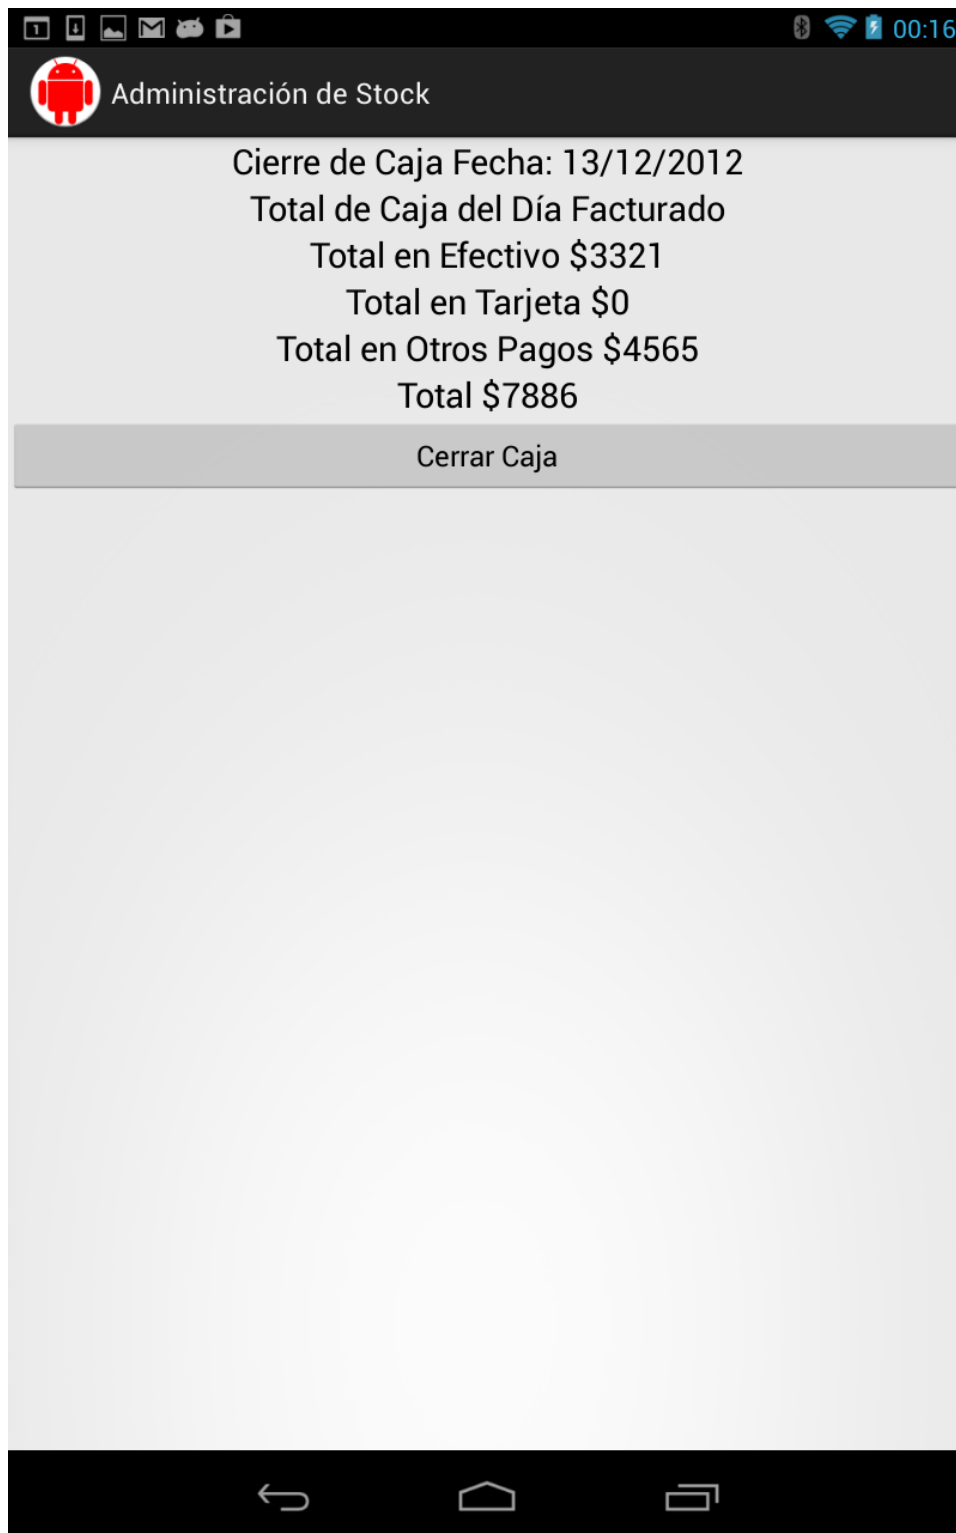 00:16
Administración de Stock
Cierre de Caja Fecha: 13/12/2012
Total de Caja del Día Facturado
Total en Efectivo $3321
Total en Tarjeta $0
Total en Otros Pagos $4565
Total $7886
Cerrar Caja